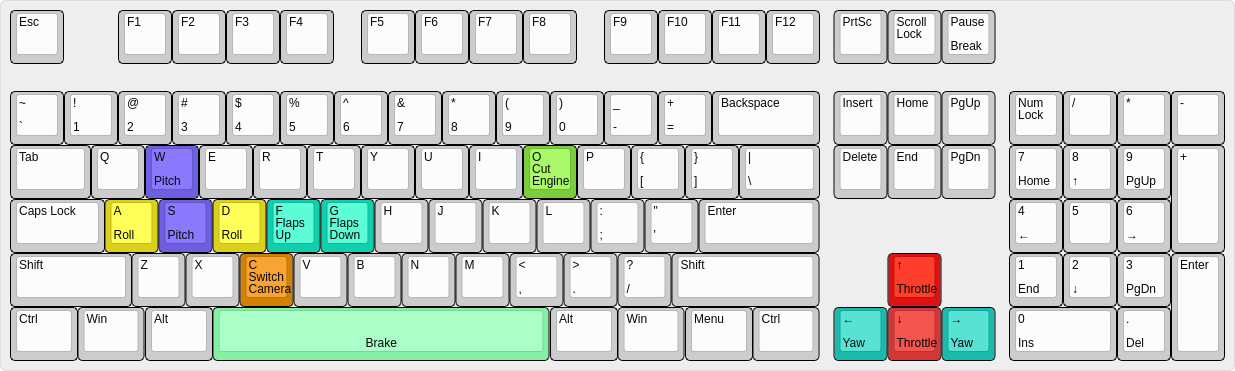 Esc
F1
F2
F3
F4
F5
F6
F7
F8
F9
F10
F11
F12
PrtSc
Scroll
Lock
Pause
Break
~
`
!
1
@
2
#
3
$
4
%
5
^
6
&
7
*
8
(
9
)
0
_
-
+
=
Backspace
Insert
Home
PgUp
Num
Lock
/
*
-
Tab
Q
W
Pitch
E
R
T
Y
U
I
O
Cut
Engine
P
{
[
}
]
|
\
Delete
End
PgDn
7
Home
8
↑
9
PgUp
+
Caps Lock
A
Roll
S
Pitch
D
Roll
F
Flaps
Up
G
Flaps
Down
H
J
K
L
:
;
"
'
Enter
4
←
5
6
→
Shift
Z
X
C
Switch
Camera
V
B
N
M
<
,
>
.
?
/
Shift
↑
Throttle
1
End
2
↓
3
PgDn
Enter
Ctrl
Win
Alt
Brake
Alt
Win
Menu
Ctrl
←
Yaw
↓
Throttle
→
Yaw
0
Ins
.
Del